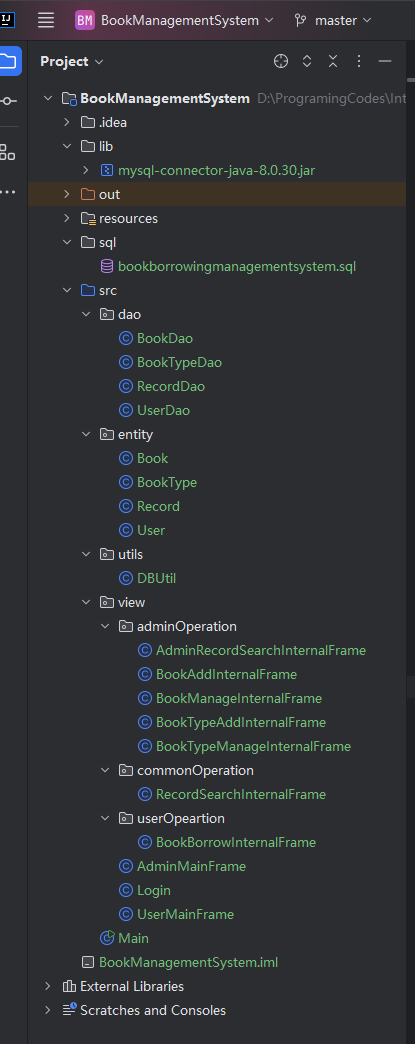 BM BookManagementSystem master
Project
BookManagementSystem D:\ProgramingCodes\Int
.idea
lib
mysql-connector-java-8.0.30.jar
out
resources
sql
bookborrowingmanagementsystem.sql
src
dao
BookDao
BookTypeDao
RecordDao
UserDao
entity
Book
BookType
Record
User
utils
DBUtil
view
adminOperation
AdminRecordSearchInternalFrame
BookAddInternalFrame
BookManageInternalFrame
BookTypeAddInternalFrame
BookTypeManageInternalFrame
commonOperation
RecordSearchInternalFrame
userOpeartion
BookBorrowInternalFrame
AdminMainFrame
Login
UserMainFrame
Main
BookManagementSystem.iml
External Libraries
Scratches and Consoles